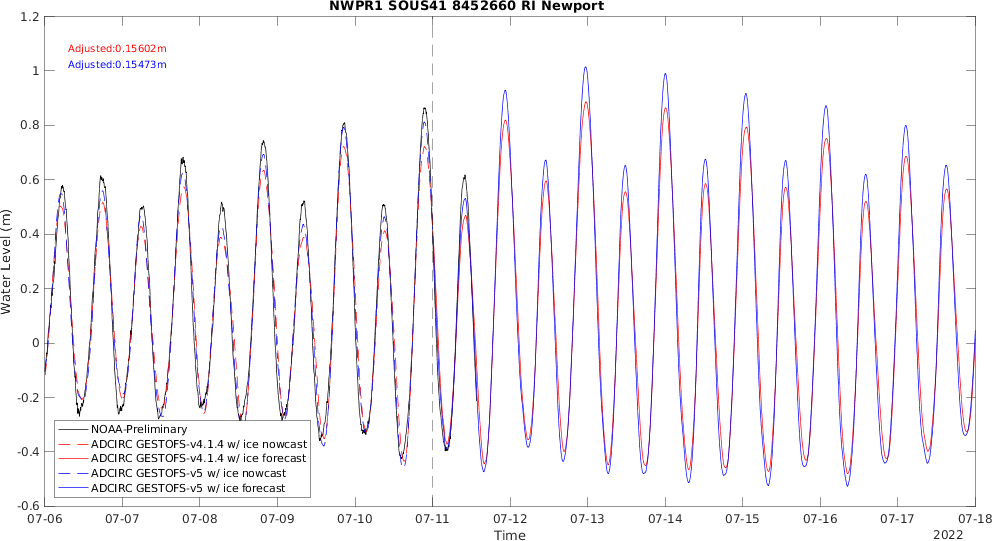 NWPR1 SOUS41 8452660 RI Newport
1.2
1
0.8
0.6
0.4
0.2
0
-0.2
-0.4
-0.6
Water Level (m)
Adjusted:0.15602m
Adjusted:0.15473m
NOAA-Preliminary
ADCIRC GESTOFS-v4.1.4 w/ ice nowcast
ADCIRC GESTOFS-v4.1.4 w/ ice forecast
ADCIRC GESTOFS-v5 w/ ice nowcast
ADCIRC GESTOFS-v5 w/ ice forecast
07-06 07-07 07-08 07-09 07-10 07-11 07-12 07-13 07-14 07-15 07-16 07-17 07-18
Time
2022